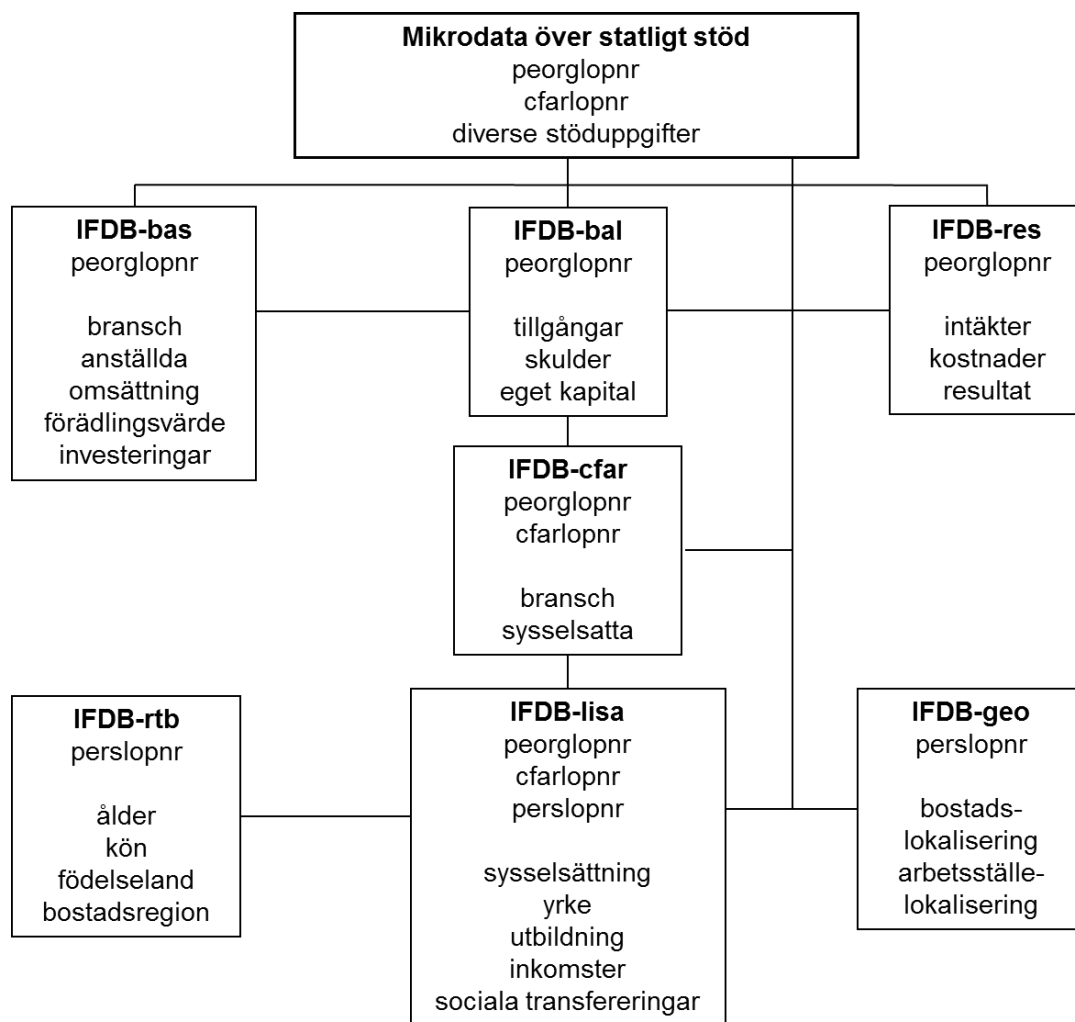 Mikrodata över statligt stöd
peorglopnr
cfarlopnr
diverse stöduppgifter
IFDB-bas
peorglopnr
bransch
anställda
omsättning
förädlingsvärde
investeringar
IFDB-bal
peorglopnr
tillgångar
skulder
eget kapital
IFDB-res
peorglopnr
intäkter
kostnader
resultat
IFDB-cfar
peorglopnr
cfarlopnr
bransch
sysselsatta
IFDB-rtb
perslopnr
ålder
kön
födelseland
bostadsregion
IFDB-lisa
peorglopnr
cfarlopnr
perslopnr
sysselsättning
yrke
utbildning
inkomster
sociala transfereringar
IFDB-geo
perslopnr
bostads-
lokalisering
arbetsställe-
lokalisering